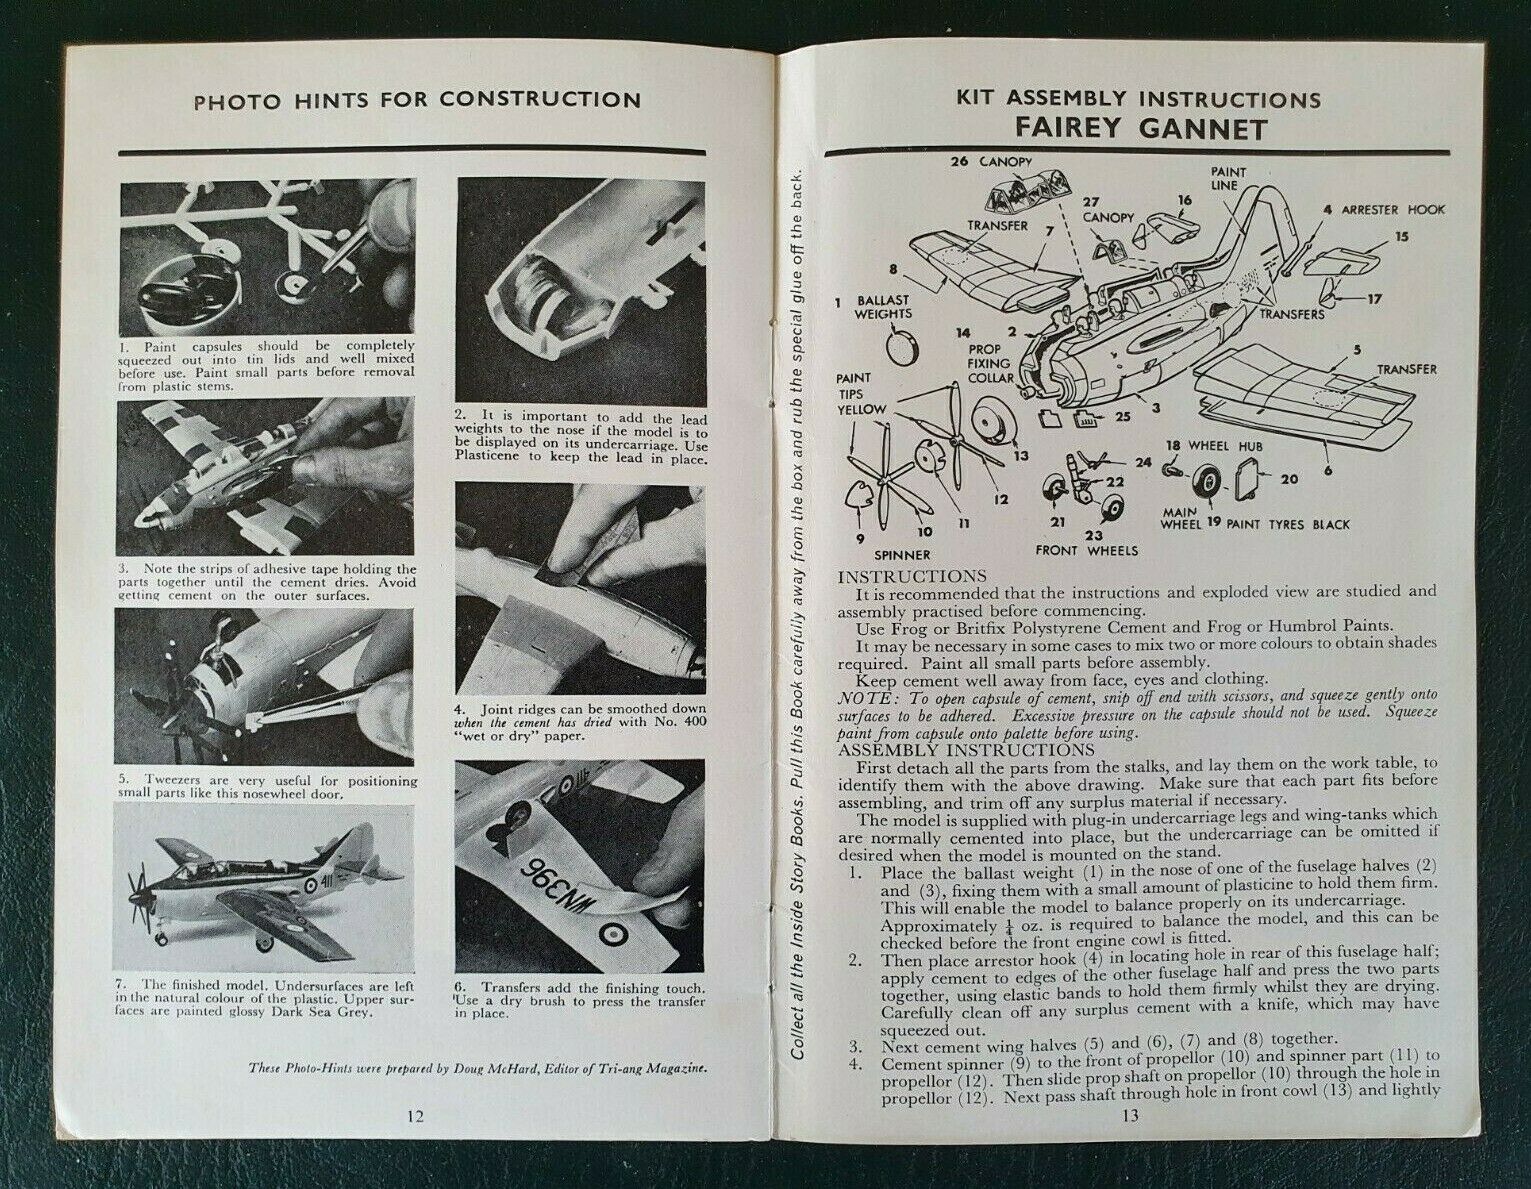 PHOTO HINTS FOR CONSTRUCTION
1. Paint capsules should be completely
squeezed out into tin lids and well mixed
before use. Paint small parts before removal
from plastic stems.
2. It is important to add the lead
weights to the nose if the model is to
be displayed on its undercarriage. Use
Plasticene to keep the lead in place.
3. Note the strips of adhesive tape holding the
parts together until the cement dries. Avoid
getting cement on the outer surfaces.
4. Joint ridges can be smoothed down
when the cement has dried with No. 400
"wet or dry" paper.
5. Tweezers are very useful for positioning
small parts like this nosewheel door.
411
WN396
411
6. Transfers add the finishing touch.
Use a dry brush to press the transfer
in place.
7. The finished model. Undersurfaces are left
in the natural colour of the plastic. Upper sur-
faces are painted glossy Dark Sea Grey.
These Photo-Hints were prepared by Doug McHard, Editor of Tri-ang Magazine.
12
Collect all the Inside Story Books. Pull this Book carefully away from the box and rub the special glue off the back.
KIT ASSEMBLY INSTRUCTIONS
FAIREY GANNET
26 CANOPY
TRANSFER
7
8
27
CANOPY
16
PAINT
LINE
4 ARRESTER HOOK
15
17
TRANSFERS
1 BALLAST
WEIGHTS
2
14
PROP
FIXING
COLLAR
5
TRANSFER
PAINT
TIPS
YELLOW
3
25
13
6
18 WHEEL HUB
24
22
20
12
11
10
9
SPINNER
21
23
FRONT WHEELS
MAIN
WHEEL 19 PAINT TYRES BLACK
INSTRUCTIONS
It is recommended that the instructions and exploded view are studied and
assembly practised before commencing.
Use Frog or Britfix Polystyrene Cement and Frog or Humbrol Paints.
It may be necessary in some cases to mix two or more colours to obtain shades
required. Paint all small parts before assembly.
Keep cement well away from face, eyes and clothing.
NOTE: To open capsule of cement, snip off end with scissors, and squeeze gently onto
surfaces to be adhered. Excessive pressure on the capsule should not be used. Squeeze
paint from capsule onto palette before using.
ASSEMBLY INSTRUCTIONS
First detach all the parts from the stalks, and lay them on the work table, to
identify them with the above drawing. Make sure that each part fits before
assembling, and trim off any surplus material if necessary.
The model is supplied with plug-in undercarriage legs and wing-tanks which
are normally cemented into place, but the undercarriage can be omitted if
desired when the model is mounted on the stand.
1. Place the ballast weight (1) in the nose of one of the fuselage halves (2)
and (3), fixing them with a small amount of plasticine to hold them firm.
This will enable the model to balance properly on its undercarriage.
Approximately ¼ oz. is required to balance the model, and this can be
checked before the front engine cowl is fitted.
2. Then place arrestor hook (4) in locating hole in rear of this fuselage half;
apply cement to edges of the other fuselage half and press the two parts
together, using elastic bands to hold them firmly whilst they are drying.
Carefully clean off any surplus cement with a knife, which may have
squeezed out.
3. Next cement wing halves (5) and (6), (7) and (8) together.
4. Cement spinner (9) to the front of propellor (10) and spinner part (11) to
propellor (12). Then slide prop shaft on propellor (10) through the hole in
propellor (12). Next pass shaft through hole in front cowl (13) and lightly
13